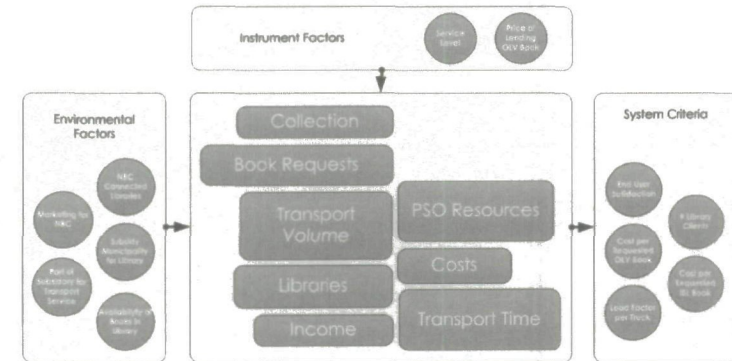 Instrument Factors
Service
Level
Price of
Lending
OLV Book
Environmental
Factors
NBC
Connected
Libraries
Marketing for
NBC
Subsidy
Municipality
for Library
Part of
Subsidy for
Transport
Service
Availability of
Books in
Library
Collection
Book Requests
Transport
Volume
Libraries
Income
PSO Resources
Costs
Transport Time
System Criteria
End User
Satisfaction
# Library
Clients
Cost per
Requested
OLV Book
Cost per
Requested
IBL Book
Load Factor
per Truck